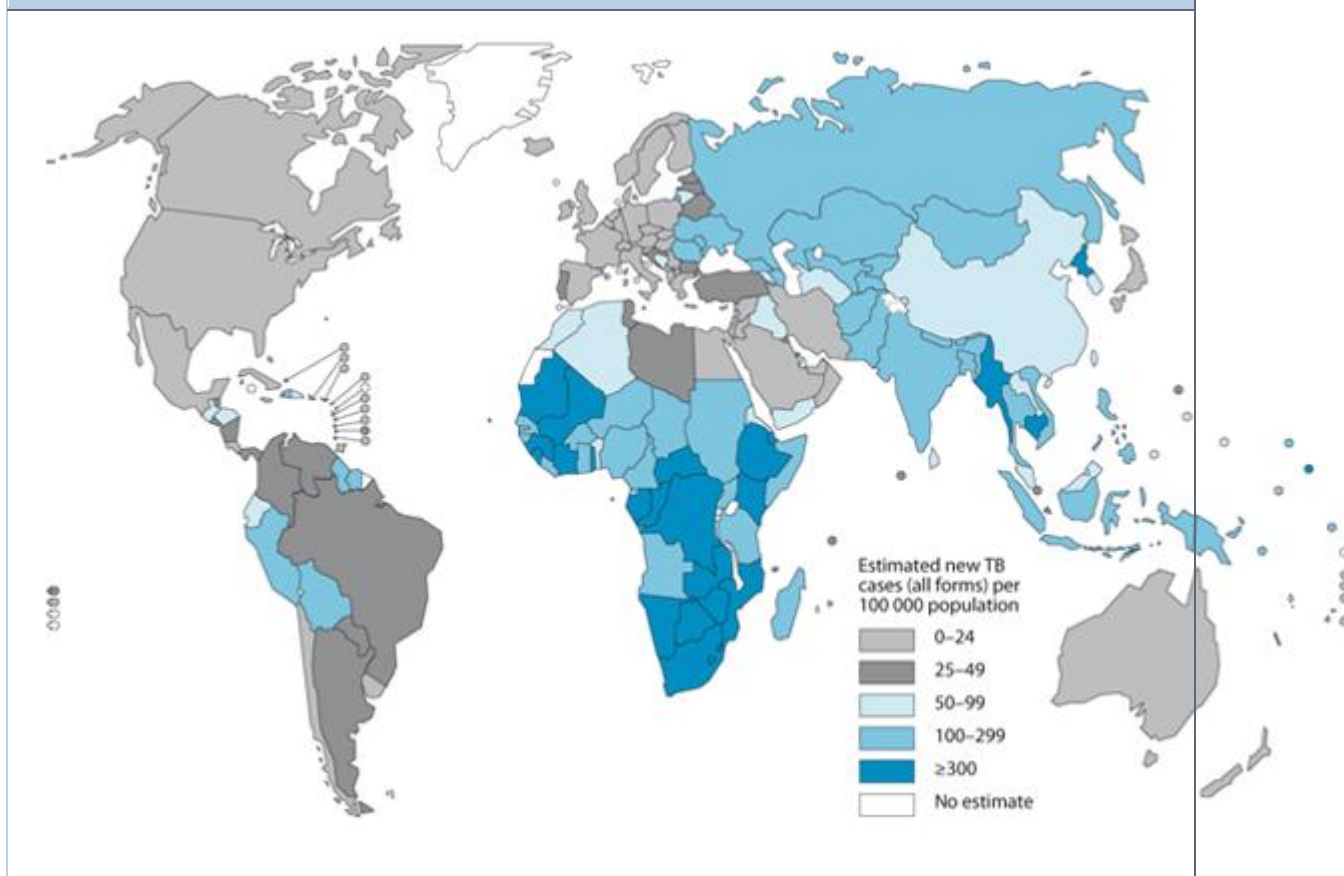 Estimated new TB
cases (all forms) per
100 000 population
0–24
25–49
50–99
100–299
≥300
No estimate